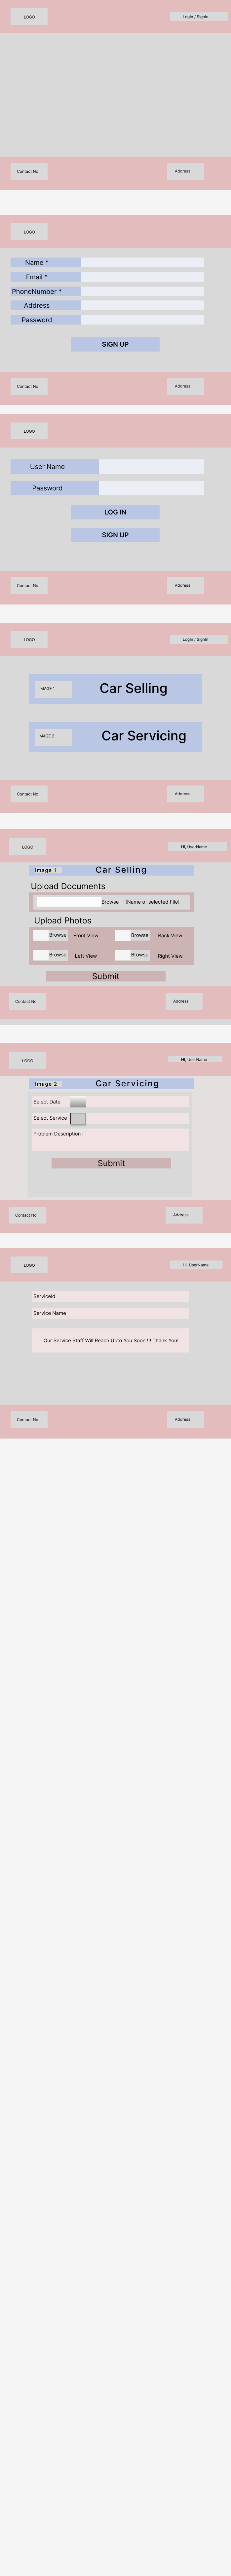 LOGO Login / Signin
Contact No Address
LOGO
Name *
Email *
PhoneNumber *
Address
Password
SIGN UP
Contact No Address
LOGO
User Name
Password
LOG IN
SIGN UP
Contact No Address
LOGO Login / Signin
IMAGE 1 Car Selling
IMAGE 2 Car Servicing
Contact No Address
LOGO Hi, UserName
Image 1 Car Selling
Upload Documents
Browse (Name of selected File)
Upload Photos
Browse Front View Browse Back View
Browse Left View Browse Right View
Submit
Contact No Address
LOGO Hi, UserName
Image 2 Car Servicing
Select Date
Select Service
Problem Description :
Submit
Contact No Address
LOGO Hi, UserName
ServiceId
Service Name
Our Service Staff Will Reach Upto You Soon !!! Thank You!
Contact No Address